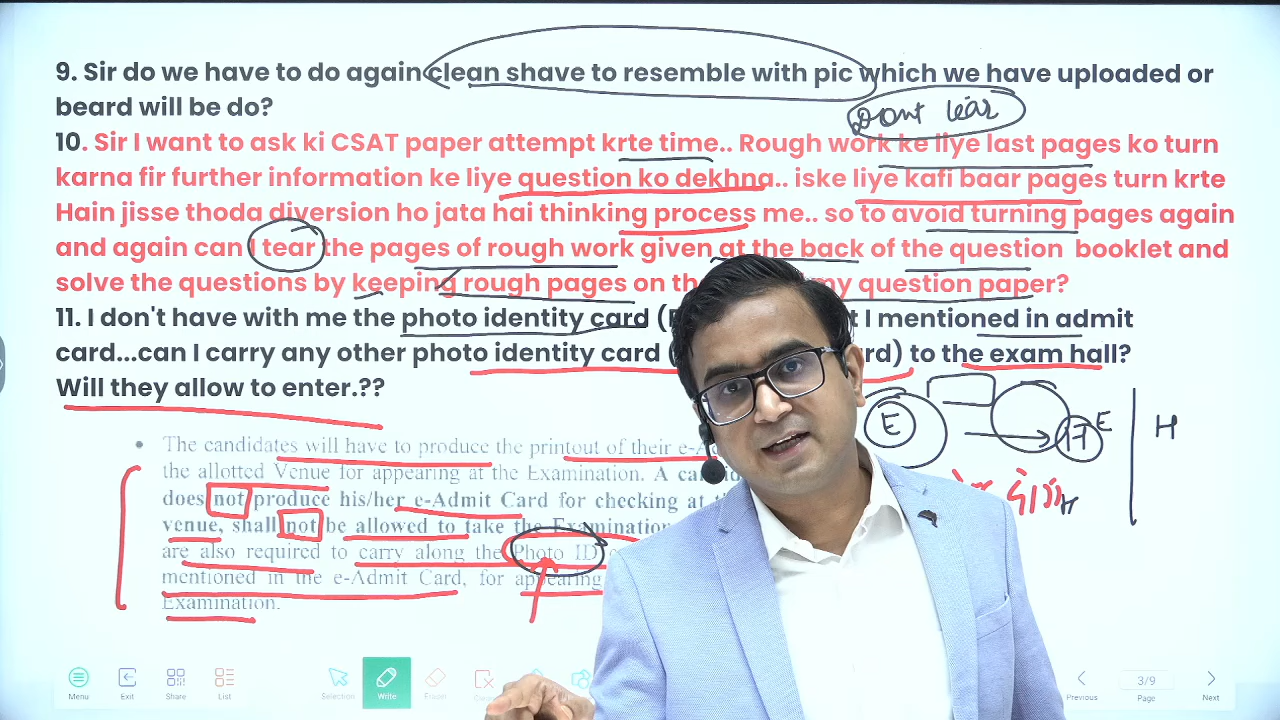 9. Sir do we have to do again clean shave to resemble with pic which we have uploaded or
beard will be do?
Dont tear
10. Sir I want to ask ki CSAT paper attempt krte time.. Rough work ke liye last pages ko turn
karna fir further information ke liye question ko dekhna.. iske liye kafi baar pages turn krte
Hain jisse thoda diversion ho jata hai thinking process me.. so to avoid turning pages again
and again can I tear the pages of rough work given at the back of the question booklet and
solve the questions by keeping rough pages on th my question paper?
11. I don't have with me the photo identity card ( t I mentioned in admit
card...can I carry any other photo identity card ( rd) to the exam hall?
Will they allow to enter.??
E
E
H
• The candidates will have to produce the printout of their e-A
the allotted Venue for appearing at the Examination. A can
does not produce his/her e-Admit Card for checking at t
venue, shall not be allowed to take the Examination
are also required to carry along the Photo ID
mentioned in the e-Admit Card, for appearing
Examination.
Menu
Exit
Share
List
Selection
Write
Eraser
3/9
Previous
Page
Next